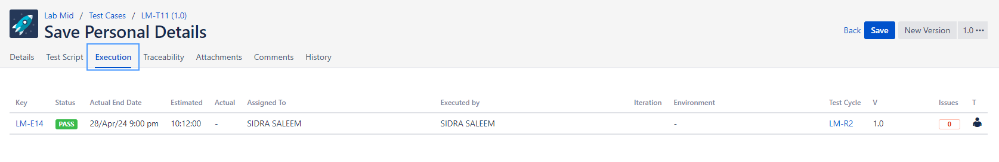 Lab Mid / Test Cases / LM-T11 (1.0)
Save Personal Details
Back Save New Version 1.0 •••
Details Test Script Execution Traceability Attachments Comments History
Key Status Actual End Date Estimated Actual Assigned To Executed by Iteration Environment Test Cycle V Issues T
LM-E14 PASS 28/Apr/24 9:00 pm 10:12:00 - SIDRA SALEEM SIDRA SALEEM - LM-R2 1.0 0